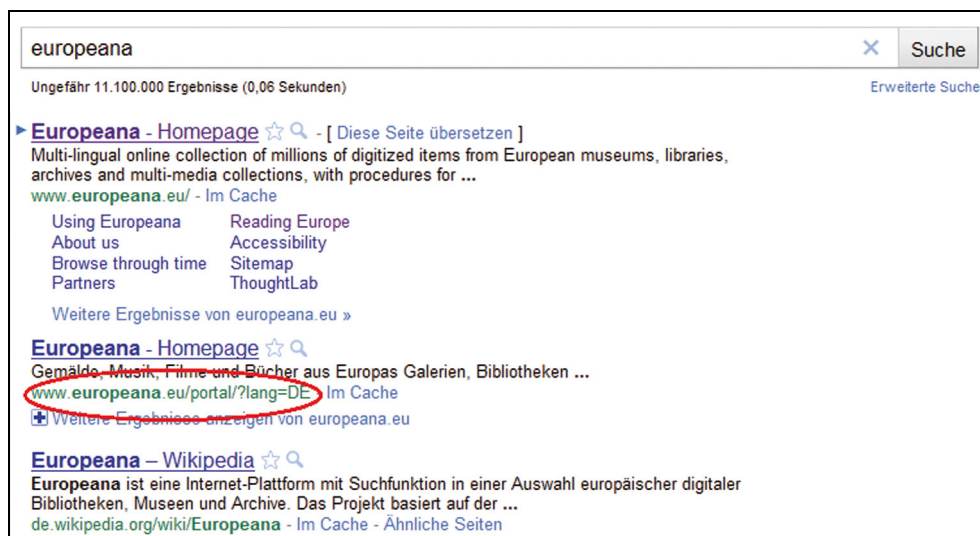 europeana × Suche
Ungefähr 11.100.000 Ergebnisse (0,06 Sekunden) Erweiterte Suche
Europeana - Homepage - [ Diese Seite übersetzen ]
Multi-lingual online collection of millions of digitized items from European museums, libraries,
archives and multi-media collections, with procedures for ...
www.europeana.eu/ - Im Cache
Using Europeana Reading Europe
About us Accessibility
Browse through time Sitemap
Partners ThoughtLab
Weitere Ergebnisse von europeana.eu »
Europeana - Homepage
Gemälde, Musik, Filme und Bücher aus Europas Galerien, Bibliotheken ...
www.europeana.eu/portal/?lang=DE - Im Cache
Weitere Ergebnisse anzeigen von europeana.eu
Europeana – Wikipedia
Europeana ist eine Internet-Plattform mit Suchfunktion in einer Auswahl europäischer digitaler
Bibliotheken, Museen und Archive. Das Projekt basiert auf der ...
de.wikipedia.org/wiki/Europeana - Im Cache - Ähnliche Seiten